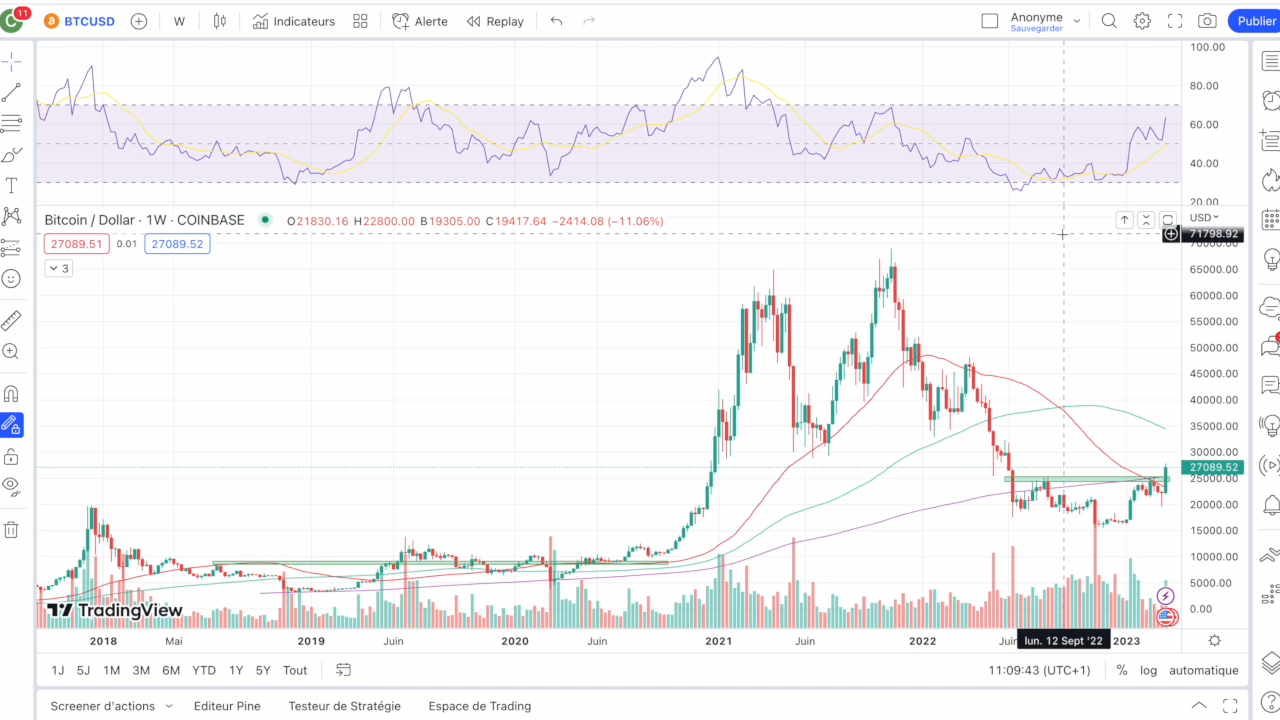 C 11 BTCUSD W Indicateurs Alerte Replay Anonyme Sauvegarder Publier
100.00
80.00
60.00
40.00
20.00
Bitcoin / Dollar · 1W · COINBASE O21830.16 H22800.00 B19305.00 C19417.64 −2414.08 (−11.06%)
USD
71798.92
27089.51 0.01 27089.52
70000.00
3
65000.00
60000.00
55000.00
50000.00
45000.00
40000.00
35000.00
30000.00
27089.52
25000.00
20000.00
15000.00
10000.00
5000.00
0.00
TradingView
2018 Mai 2019 Juin 2020 Juin 2021 Juin 2022 Juin lun. 12 Sept '22 2023
1J 5J 1M 3M 6M YTD 1Y 5Y Tout 11:09:43 (UTC+1) % log automatique
Screener d'actions Editeur Pine Testeur de Stratégie Espace de Trading